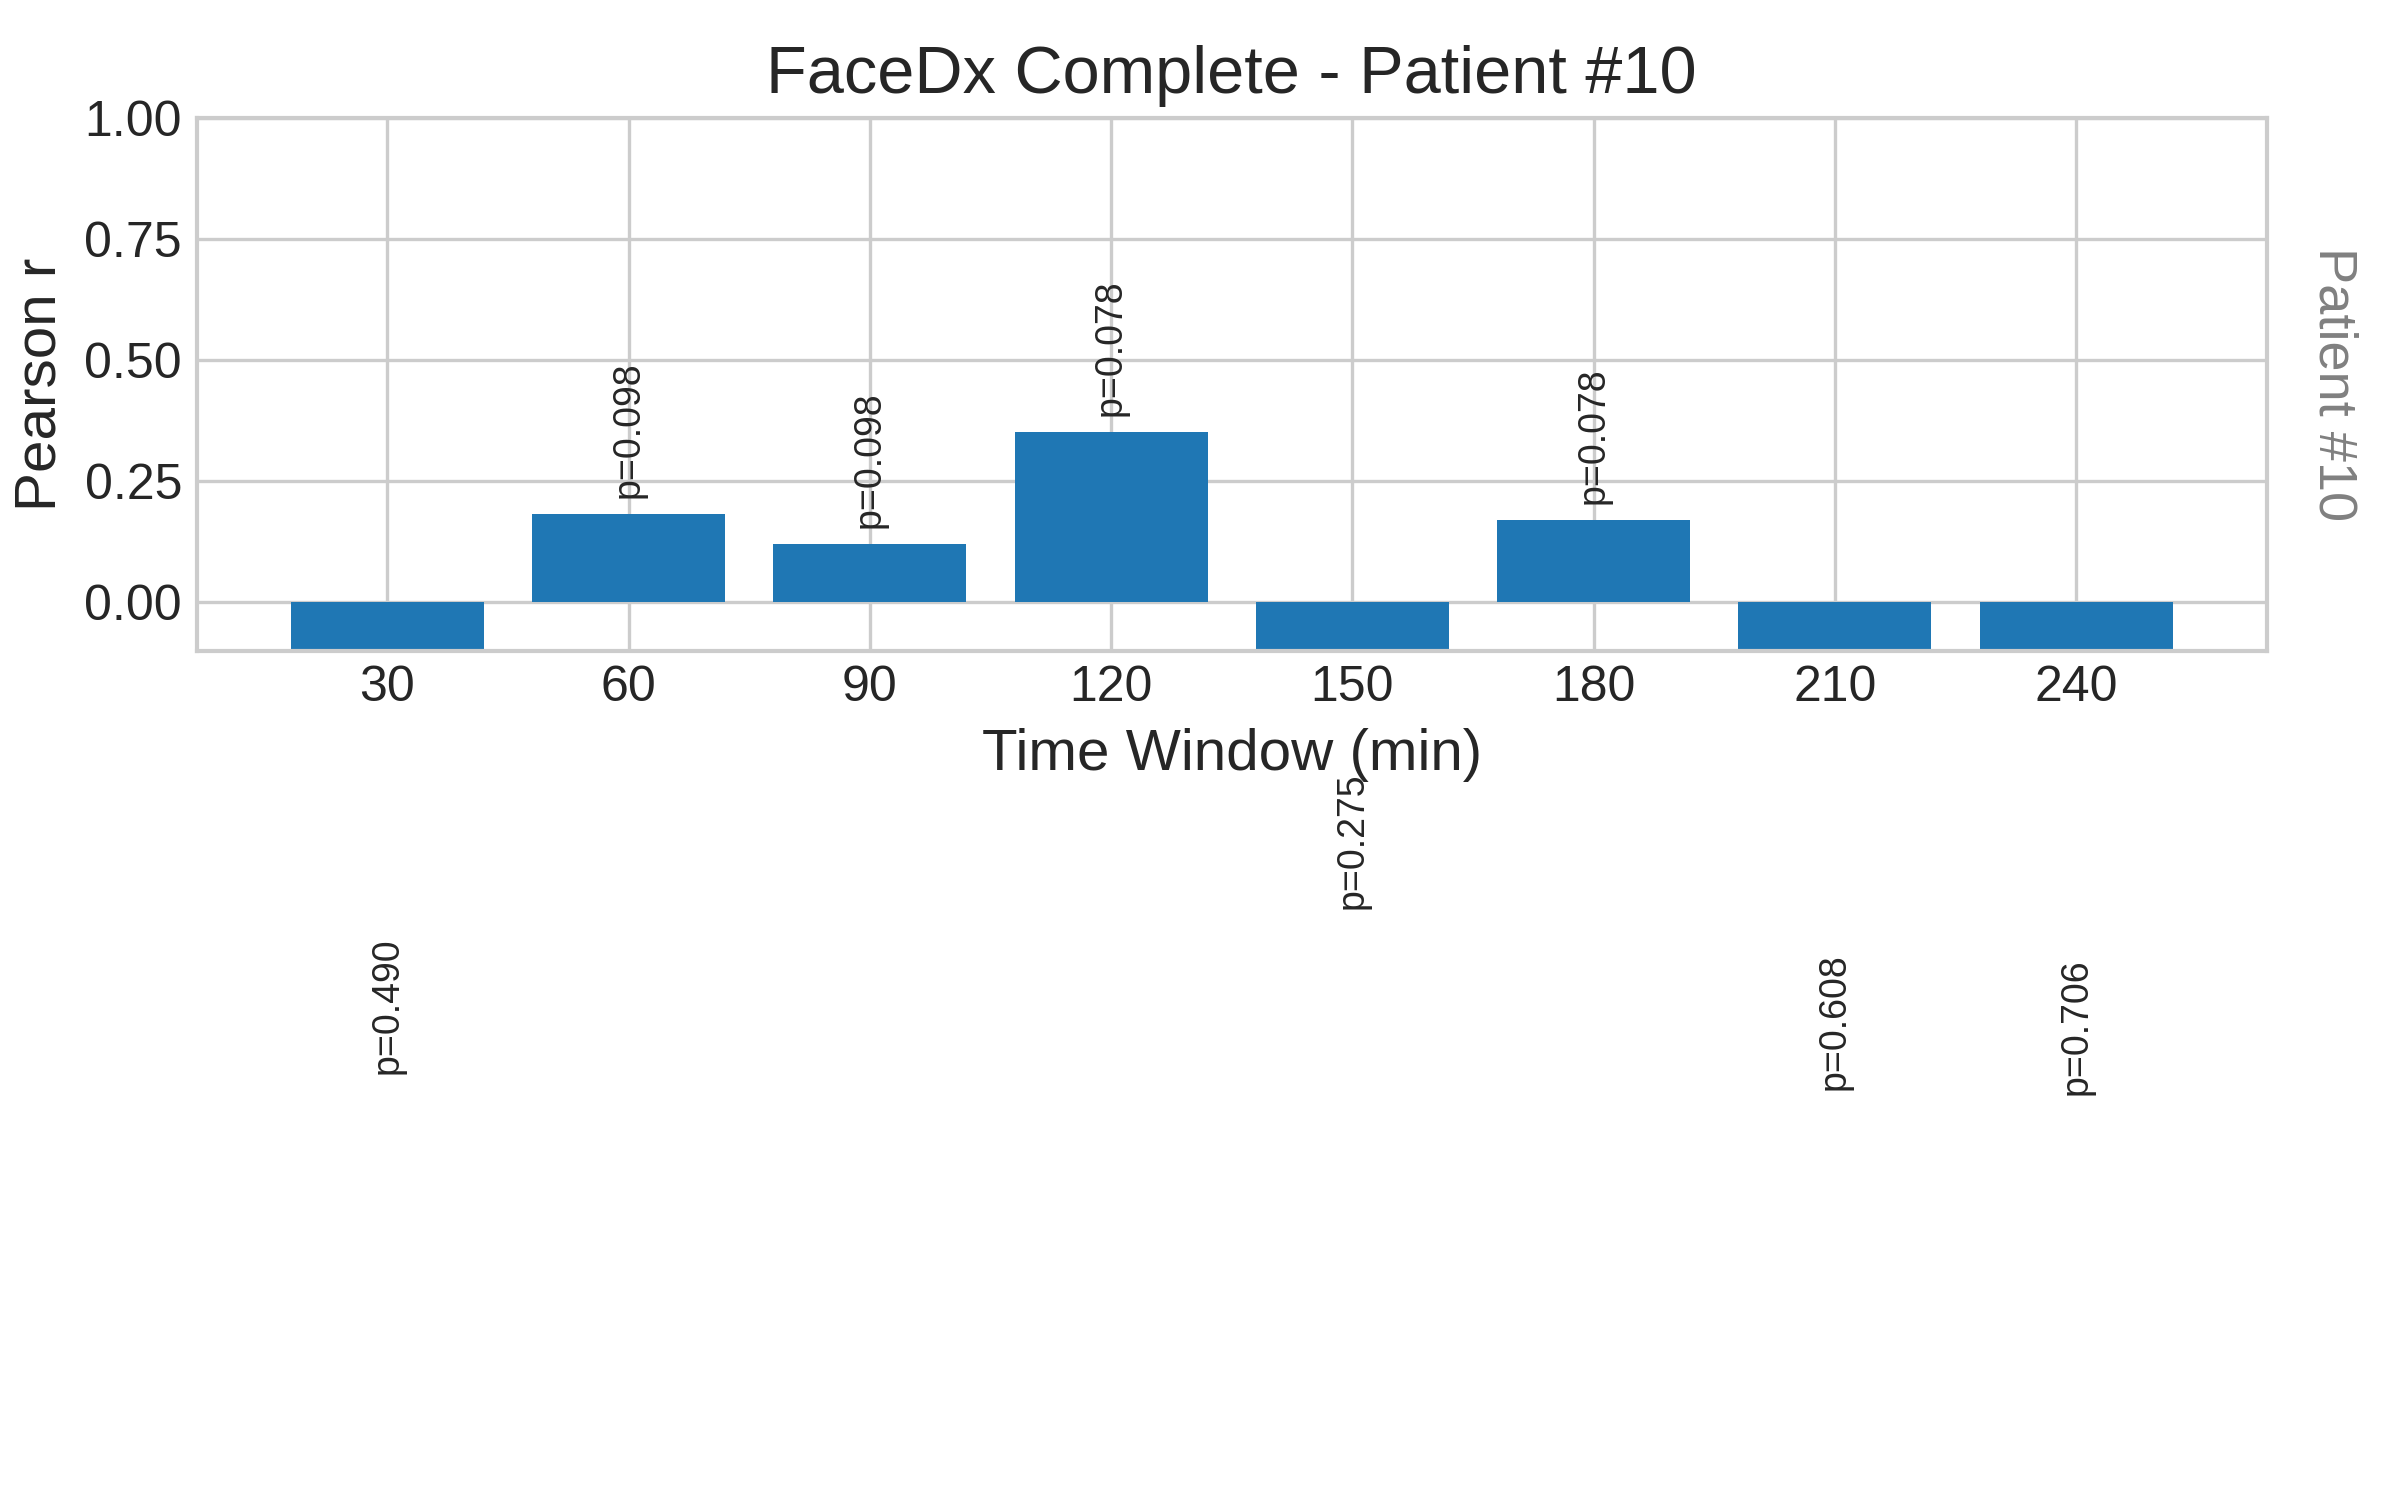 FaceDx Complete - Patient #10
Pearson r
1.00
0.75
0.50
0.25
0.00
p=0.490
p=0.098
p=0.098
p=0.078
p=0.275
p=0.078
p=0.608
p=0.706
30 60 90 120 150 180 210 240
Time Window (min)
Patient #10